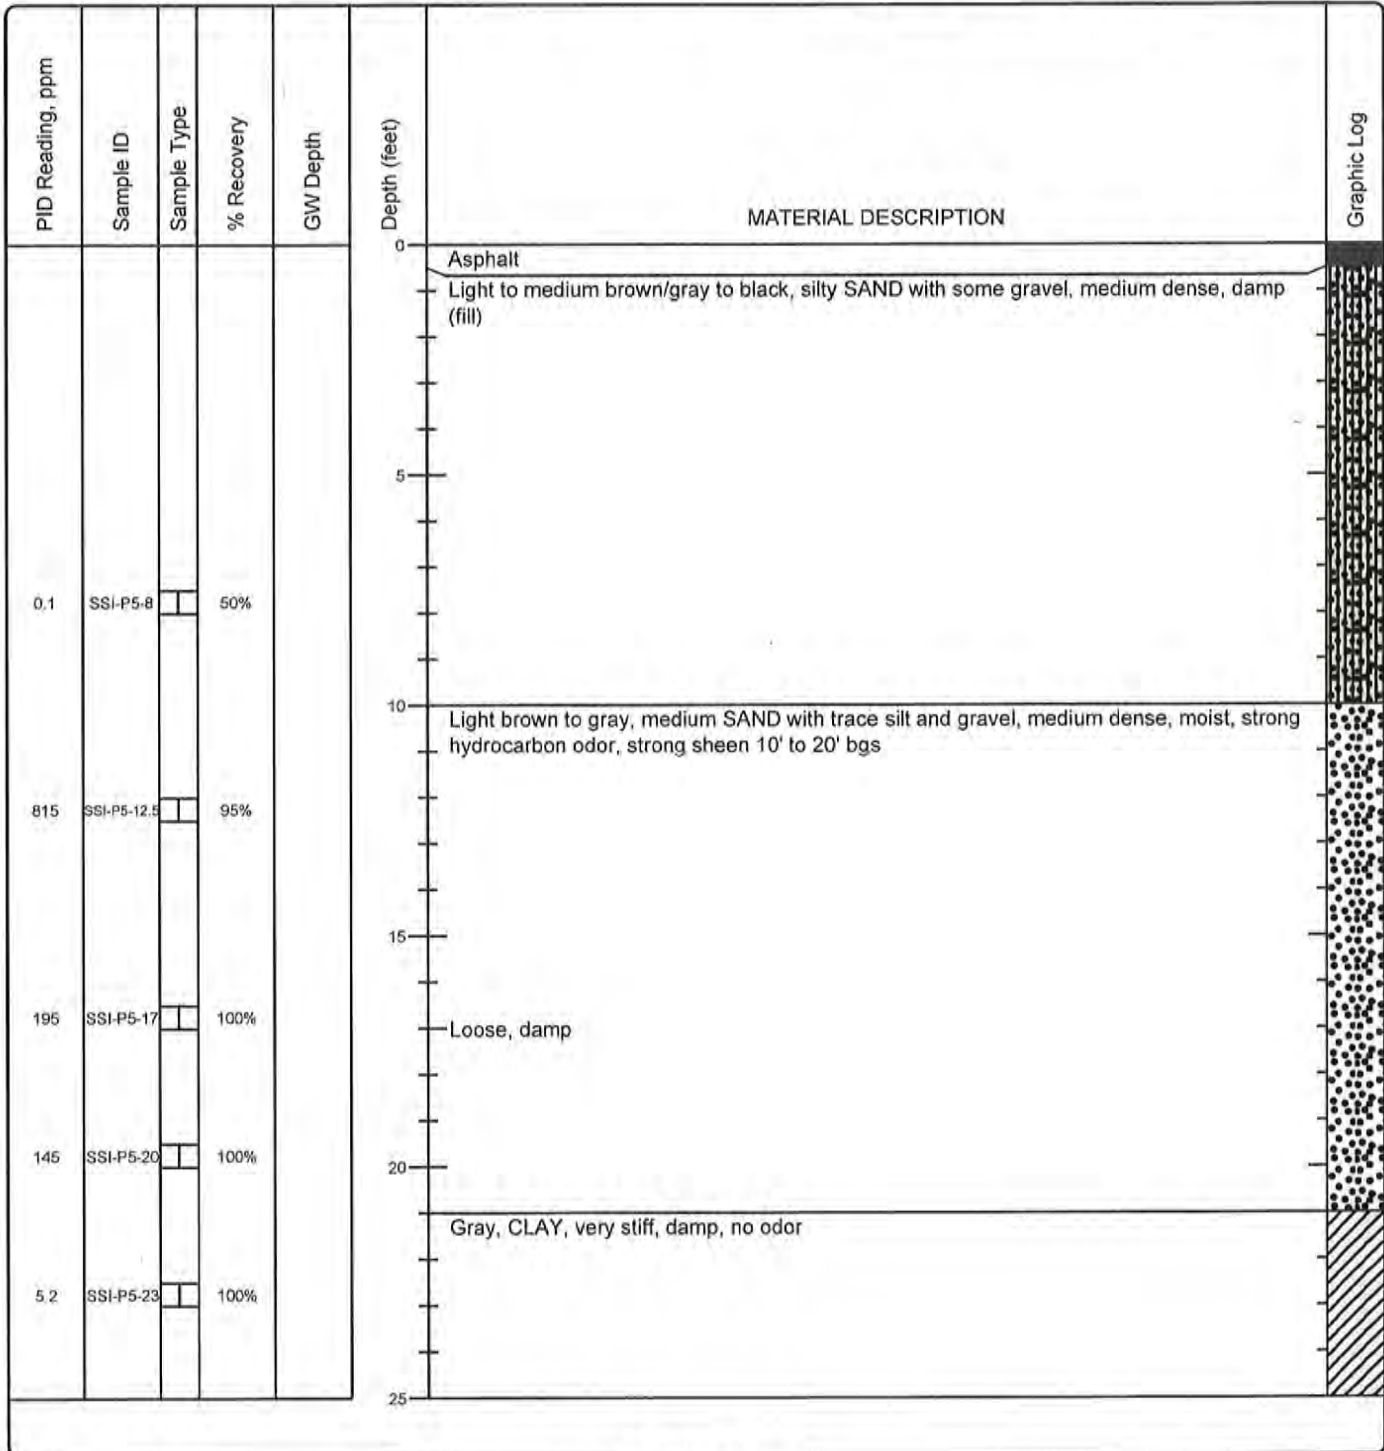 PID Reading, ppm
Sample ID
Sample Type
% Recovery
GW Depth
Depth (feet)
MATERIAL DESCRIPTION
Graphic Log
0
Asphalt
Light to medium brown/gray to black, silty SAND with some gravel, medium dense, damp
(fill)
5
0.1 SSI-P5-8 50%
10
Light brown to gray, medium SAND with trace silt and gravel, medium dense, moist, strong
hydrocarbon odor, strong sheen 10' to 20' bgs
815 SSI-P5-12.5 95%
15
195 SSI-P5-17 100% Loose, damp
145 SSI-P5-20 100%
20
Gray, CLAY, very stiff, damp, no odor
5.2 SSI-P5-23 100%
25